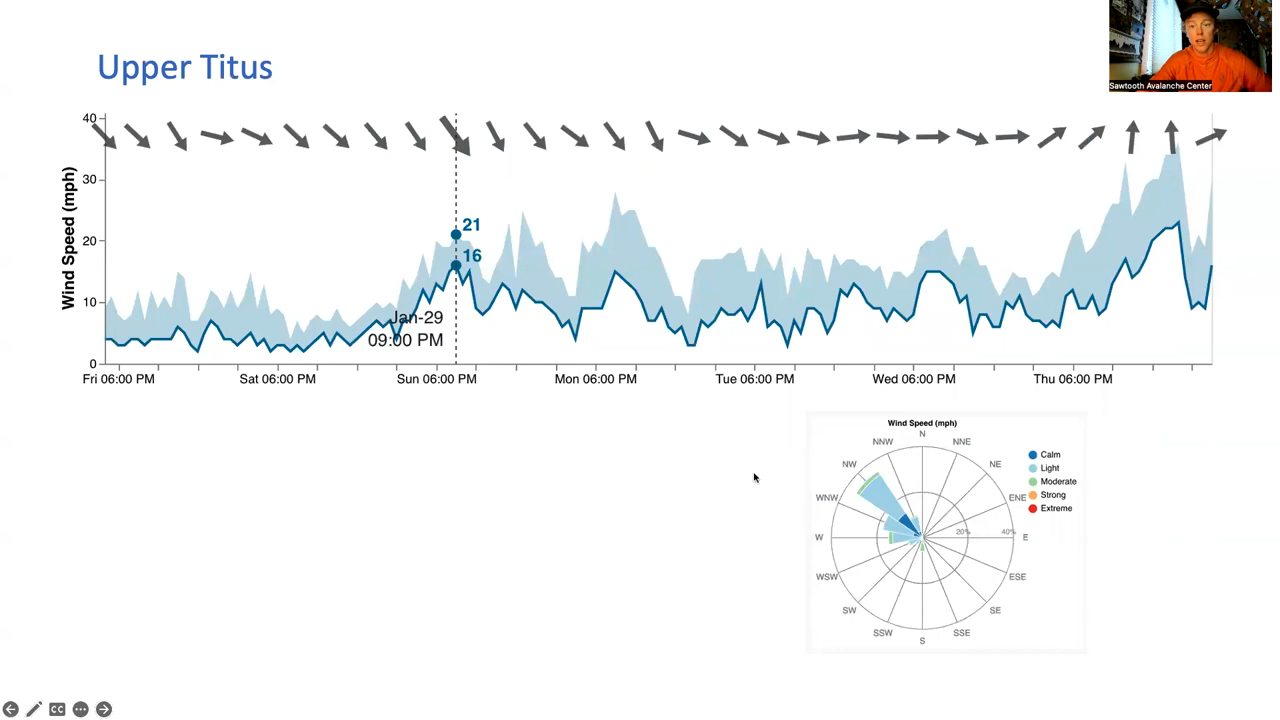 Upper Titus
Sawtooth Avalanche Center
Wind Speed (mph)
40
30
20
10
0
21
16
Jan-29
09:00 PM
Fri 06:00 PM
Sat 06:00 PM
Sun 06:00 PM
Mon 06:00 PM
Tue 06:00 PM
Wed 06:00 PM
Thu 06:00 PM
Wind Speed (mph)
N
NNE
NE
ENE
E
ESE
SE
SSE
S
SSW
SW
WSW
W
WNW
NW
NNW
20%
40%
Calm
Light
Moderate
Strong
Extreme
CC